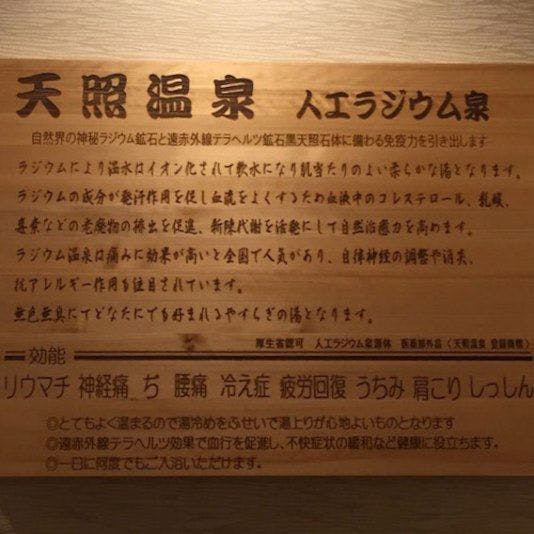 天照温泉 人工ラジウム泉
自然界の神秘ラジウム鉱石と遠赤外線テラヘルツ鉱石黒天照石体に備わる免疫力を引き出します
ラジウムにより温水はイオン化されて軟水になり肌当たりのよい柔らかな湯となります。
ラジウムの成分が発汗作用を促し血流をよくするため血液中のコレステロール、乳酸、
毒素などの老廃物の排出を促進、新陳代謝を活発にして自然治癒力を高めます。
ラジウム温泉は痛みに効果が高いと全国で人気があり、自律神経の調整や消炎、
抗アレルギー作用も注目されています。
無色無臭にてどなたにでも好まれるやすらぎの湯となります。
厚生省認可 人工ラジウム泉源体 医薬部外品(天照温泉 登録商標)
効能
リウマチ 神経痛 ぢ 腰痛 冷え症 疲労回復 うちみ 肩こり しっしん
◎とてもよく温まるので湯冷めをふせいで湯上りが心地よいものとなります
◎遠赤外線テラヘルツ効果で血行を促進し、不快症状の緩和など健康に役立ちます。
◎一日に何度でもご入浴いただけます。